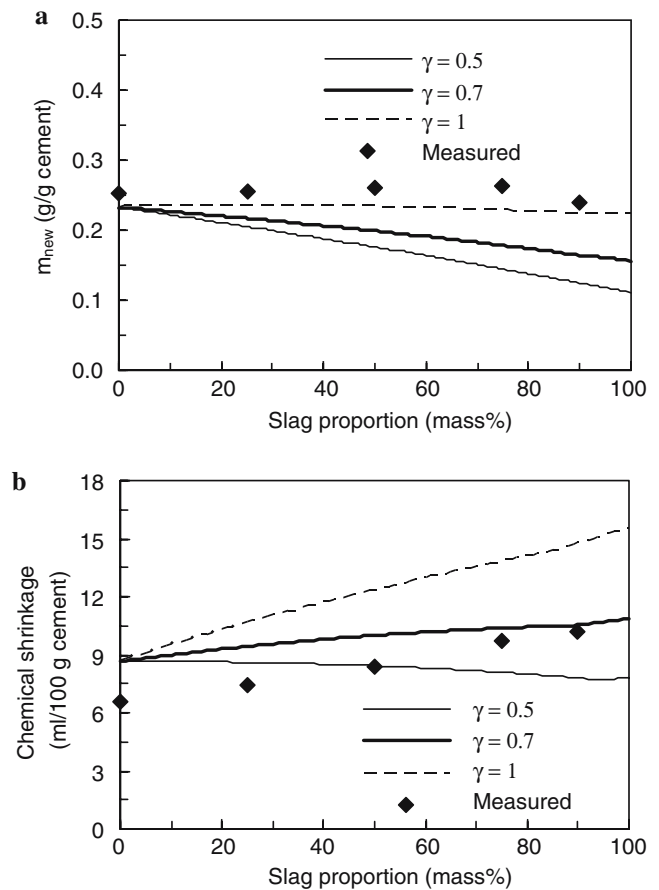 a
0.5
0.4
0.3
0.2
0.1
0.0
m_new (g/g cement)
γ = 0.5
γ = 0.7
γ = 1
Measured
0 20 40 60 80 100
Slag proportion (mass%)
b
18
15
12
9
6
3
0
Chemical shrinkage
(ml/100 g cement)
γ = 0.5
γ = 0.7
γ = 1
Measured
0 20 40 60 80 100
Slag proportion (mass%)